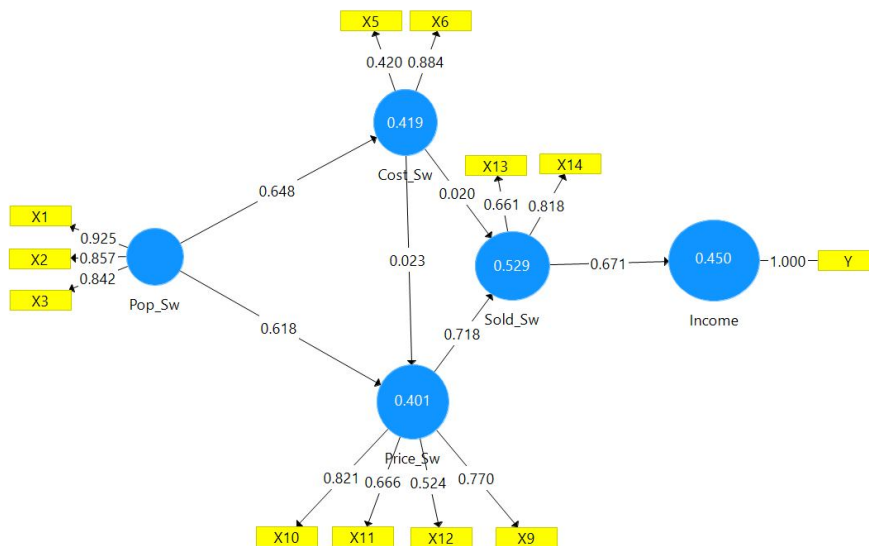 X5 X6
0.420 0.884
0.419
Cost_Sw
X13 X14
0.648
0.020
0.661 0.818
X1
0.925
X2
0.857
X3
0.842
Pop_Sw
0.023
0.529
Sold_Sw
0.671
0.450
Income
1.000
Y
0.618
0.718
0.401
Price_Sw
0.821 0.666 0.524 0.770
X10 X11 X12 X9